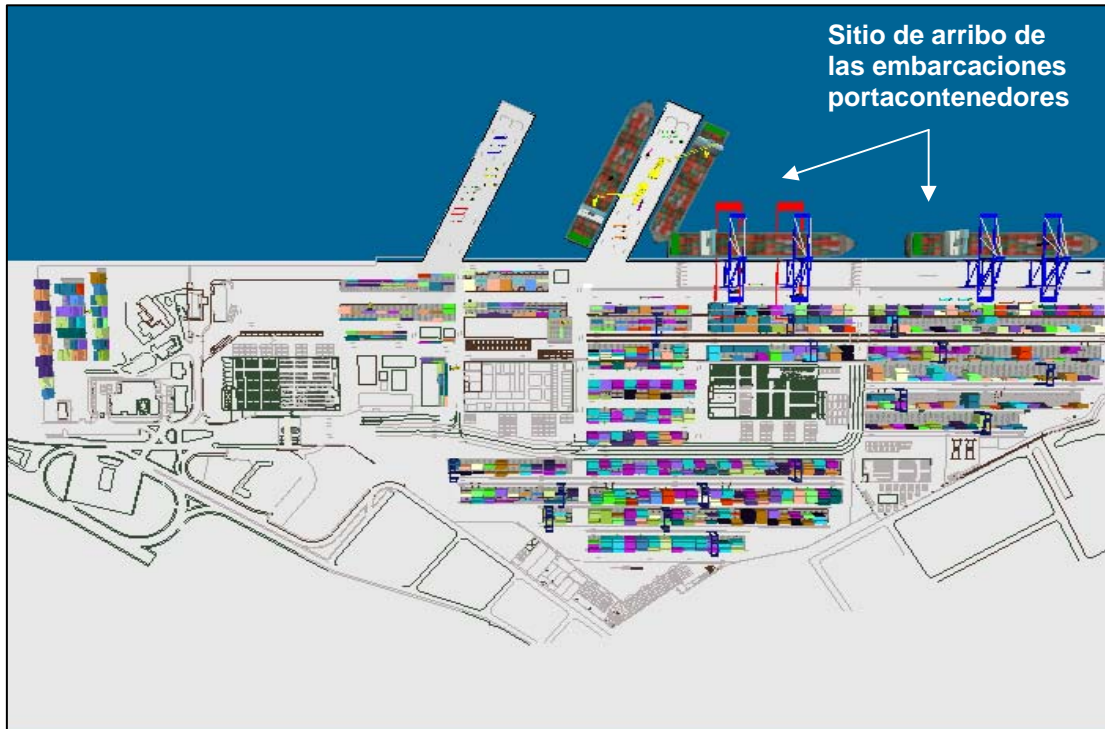 Sitio de arribo de
las embarcaciones
portacontenedores